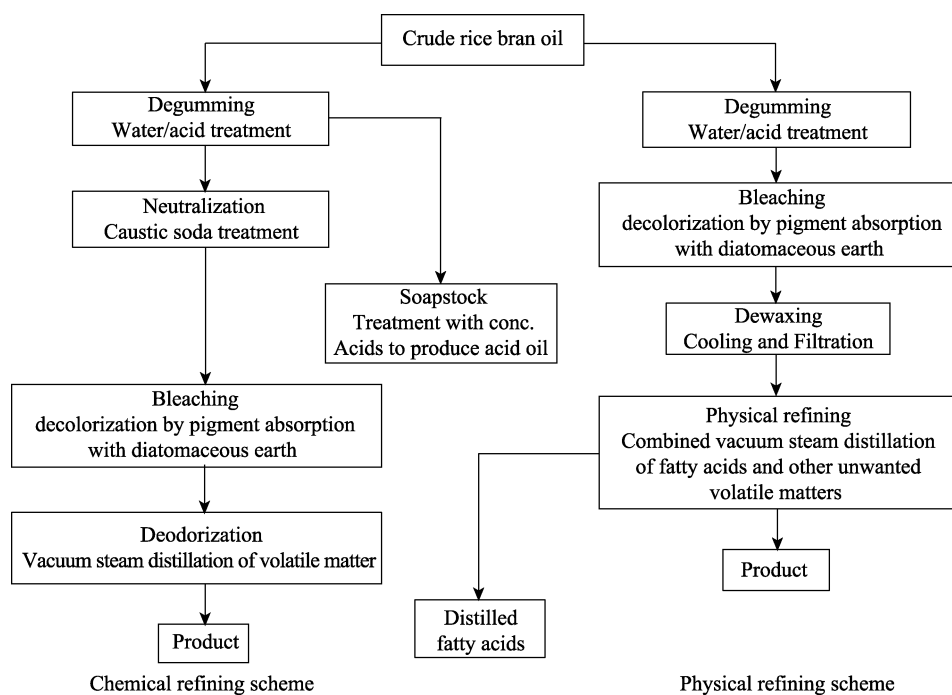 Crude rice bran oil
Degumming
Water/acid treatment
Neutralization
Caustic soda treatment
Soapstock
Treatment with conc.
Acids to produce acid oil
Bleaching
decolorization by pigment absorption
with diatomaceous earth
Deodorization
Vacuum steam distillation of volatile matter
Product
Chemical refining scheme
Degumming
Water/acid treatment
Bleaching
decolorization by pigment absorption
with diatomaceous earth
Dewaxing
Cooling and Filtration
Physical refining
Combined vacuum steam distillation
of fatty acids and other unwanted
volatile matters
Distilled
fatty acids
Product
Physical refining scheme